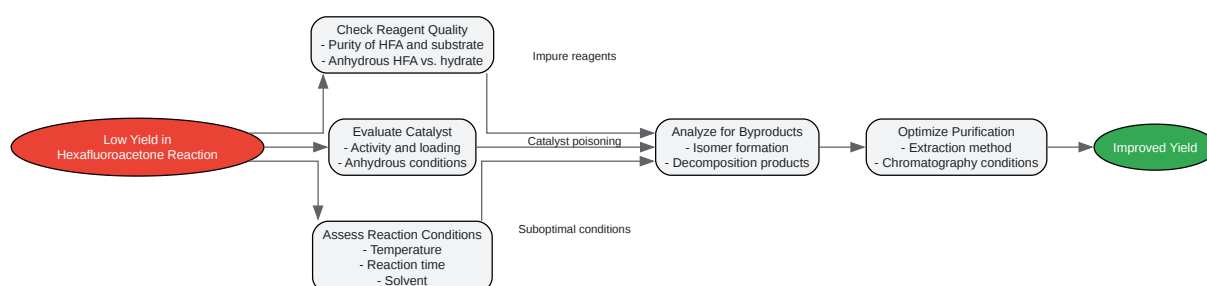 Check Reagent Quality
- Purity of HFA and substrate
- Anhydrous HFA vs. hydrate
Impure reagents
Low Yield in
Hexafluoroacetone Reaction
Evaluate Catalyst
- Activity and loading
- Anhydrous conditions
Catalyst poisoning
Analyze for Byproducts
- Isomer formation
- Decomposition products
Optimize Purification
- Extraction method
- Chromatography conditions
Improved Yield
Assess Reaction Conditions
- Temperature
- Reaction time
- Solvent
Suboptimal conditions